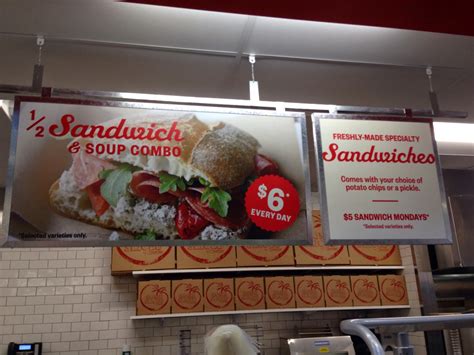 1/2 Sandwich
& SOUP COMBO
$6*
EVERY DAY
*Selected varieties only.
FRESHLY-MADE SPECIALTY
Sandwiches
Comes with your choice of
potato chips or a pickle.
$5 SANDWICH MONDAYS*
*Selected varieties only.